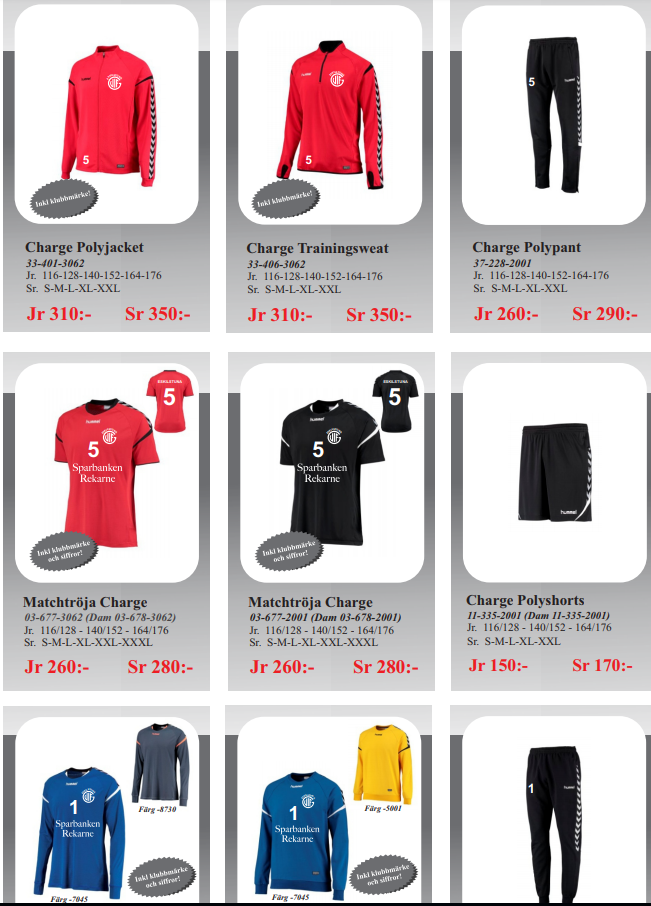 hummel
5
Inkl klubbmärke!
Charge Polyjacket
33-401-3062
Jr. 116-128-140-152-164-176
Sr. S-M-L-XL-XXL
Jr 310:- Sr 350:-
hummel
5
Inkl klubbmärke!
Charge Trainingsweat
33-406-3062
Jr. 116-128-140-152-164-176
Sr. S-M-L-XL-XXL
Jr 310:- Sr 350:-
5
hummel
Charge Polypant
37-228-2001
Jr. 116-128-140-152-164-176
Sr. S-M-L-XL-XXL
Jr 260:- Sr 290:-
ESKILSTUNA
5
hummel
5
Sparbanken
Rekarne
Inkl klubbmärke
och siffror!
Matchtröja Charge
03-677-3062 (Dam 03-678-3062)
Jr. 116/128 - 140/152 - 164/176
Sr. S-M-L-XL-XXL-XXXL
Jr 260:- Sr 280:-
ESKILSTUNA
5
hummel
5
Sparbanken
Rekarne
Inkl klubbmärke
och siffror!
Matchtröja Charge
03-677-2001 (Dam 03-678-2001)
Jr. 116/128 - 140/152 - 164/176
Sr. S-M-L-XL-XXL-XXXL
Jr 260:- Sr 280:-
hummel
Charge Polyshorts
11-335-2001 (Dam 11-335-2001)
Jr. 116/128 - 140/152 - 164/176
Sr. S-M-L-XL-XXL
Jr 150:- Sr 170:-
Färg -8730
hummel
1
Sparbanken
Rekarne
Inkl klubbmärke
och siffror!
Färg -7045
Färg -5001
hummel
1
Sparbanken
Rekarne
Inkl klubbmärke
och siffror!
Färg -7045
1
hummel